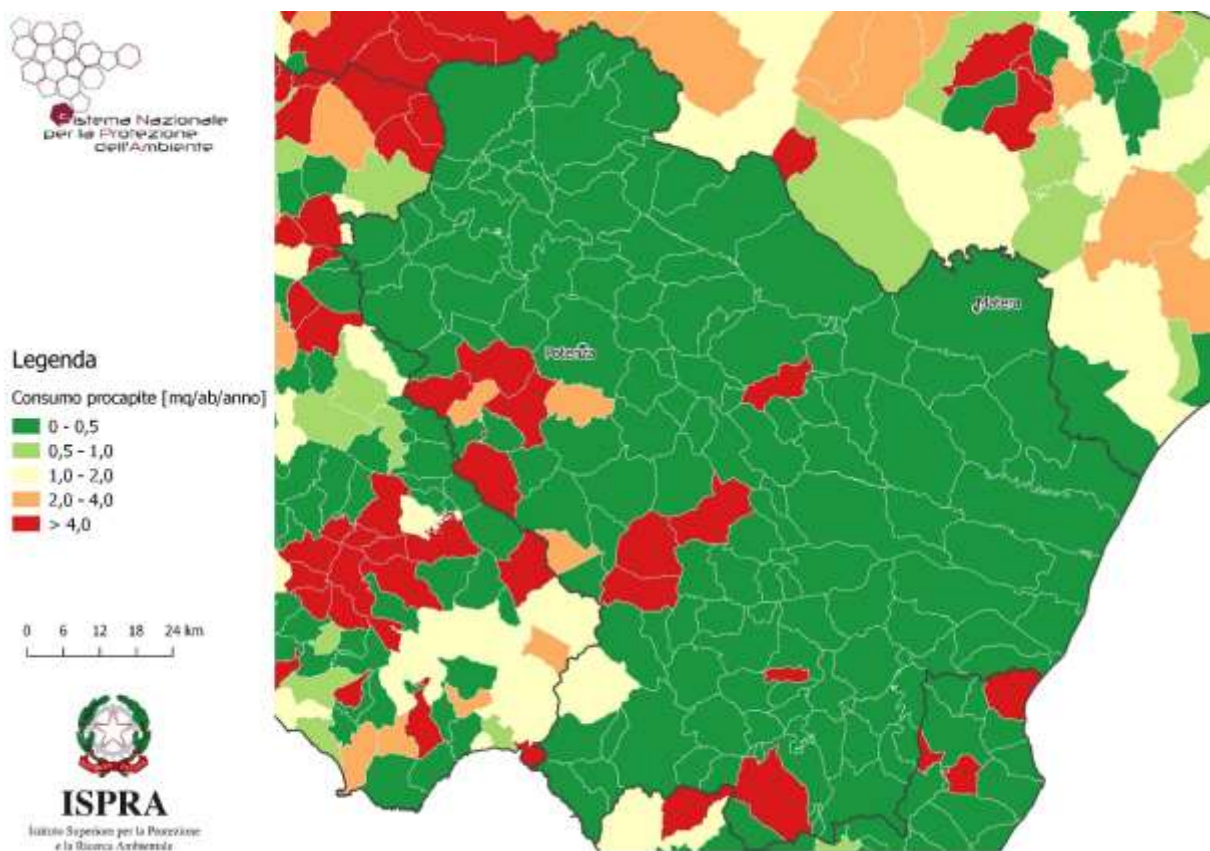 Sistema Nazionale
per la Protezione
dell'Ambiente
Potenza
Matera
Legenda
Consumo procapite [mq/ab/anno]
0 - 0,5
0,5 - 1,0
1,0 - 2,0
2,0 - 4,0
> 4,0
0 6 12 18 24 km
ISPRA
Istituto Superiore per la Protezione
e la Ricerca Ambientale